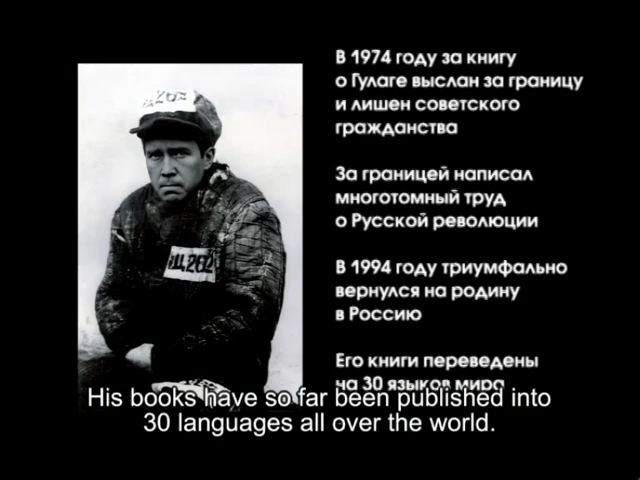 В 1974 году за книгу
о Гулаге выслан за границу
и лишен советского
гражданства
За границей написал
многотомный труд
о Русской революции
В 1994 году триумфально
вернулся на родину
в Россию
Его книги переведены
на 30 языков мира
His books have so far been published into
30 languages all over the world.
262
Щ262